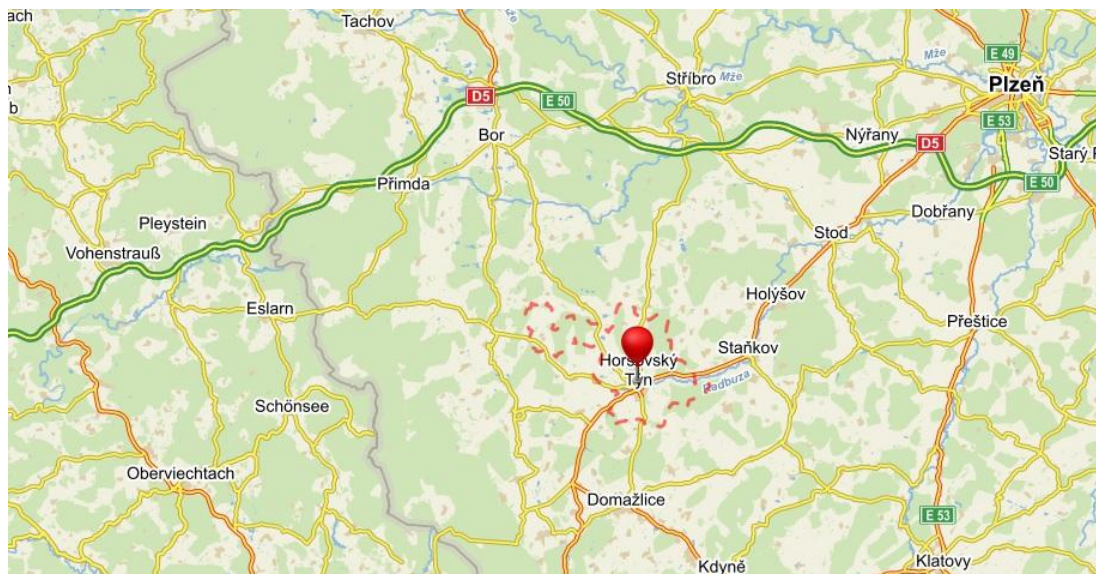 ach
Tachov
Stříbro
Mže
Mže
E 49
Plzeň
D5
E 50
E 53
b
Bor
Nýřany
D5
Starý P
E 50
Přimda
Pleystein
Dobřany
Stod
Vohenstrauß
Eslarn
Holýšov
Přeštice
Staňkov
Horšovský
Týn
Radbuza
Schönsee
Oberviechtach
Domažlice
E 53
Kdyně
Klatovy